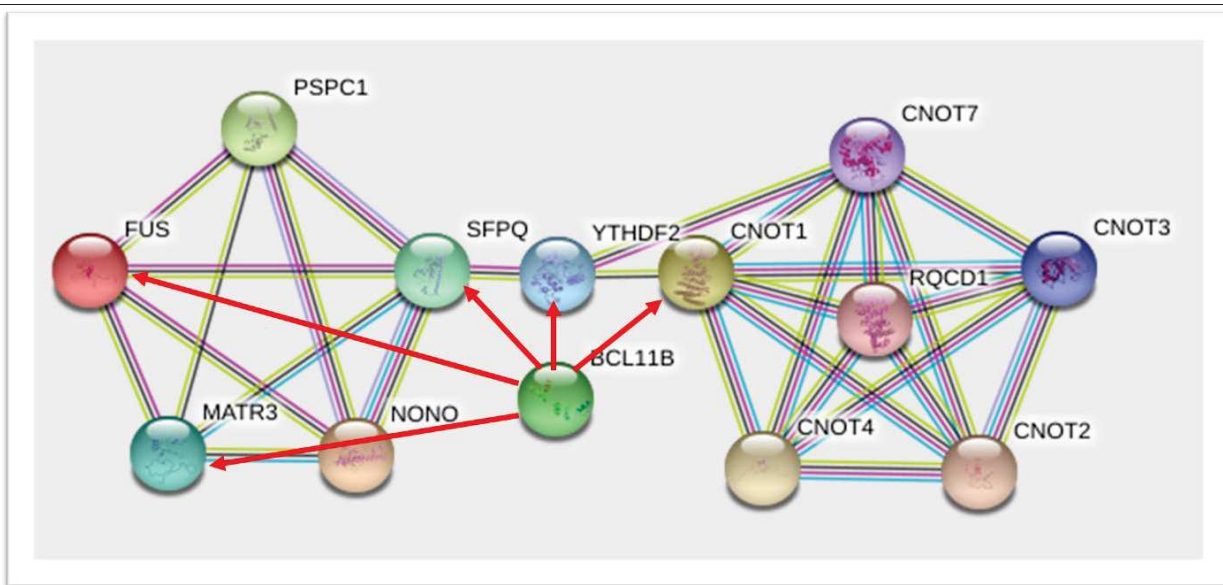 PSPC1
CNOT7
FUS
SFPQ
YTHDF2
CNOT1
CNOT3
RQCD1
BCL11B
MATR3
NONO
CNOT4
CNOT2